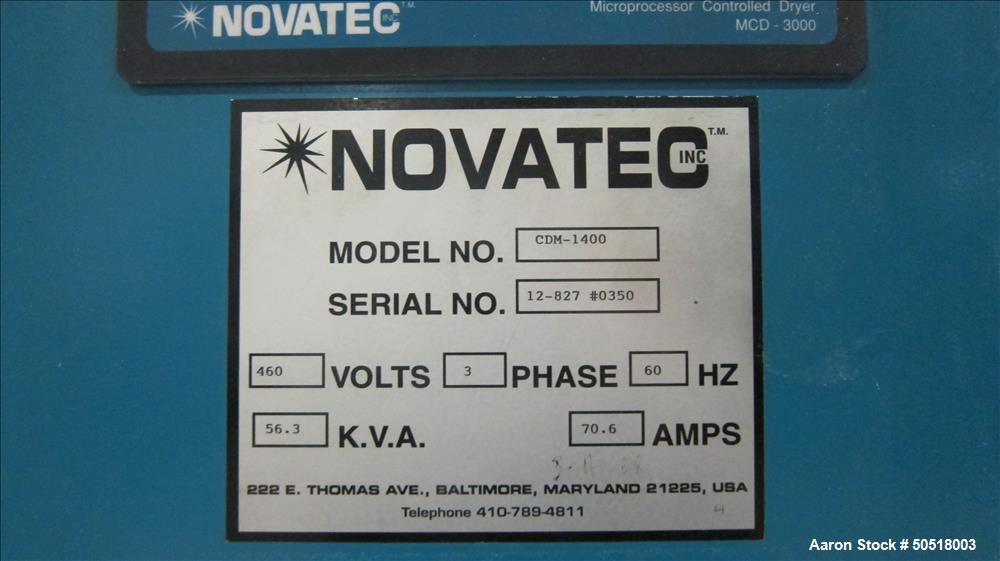 NOVATEC INC T.M.
Microprocessor Controlled Dryer
MCD - 3000
NOVATEC INC T.M.
MODEL NO. CDM-1400
SERIAL NO. 12-827 #0350
460 VOLTS 3 PHASE 60 HZ
56.3 K.V.A. 70.6 AMPS
222 E. THOMAS AVE., BALTIMORE, MARYLAND 21225, USA
Telephone 410-789-4811
Aaron Stock # 50518003